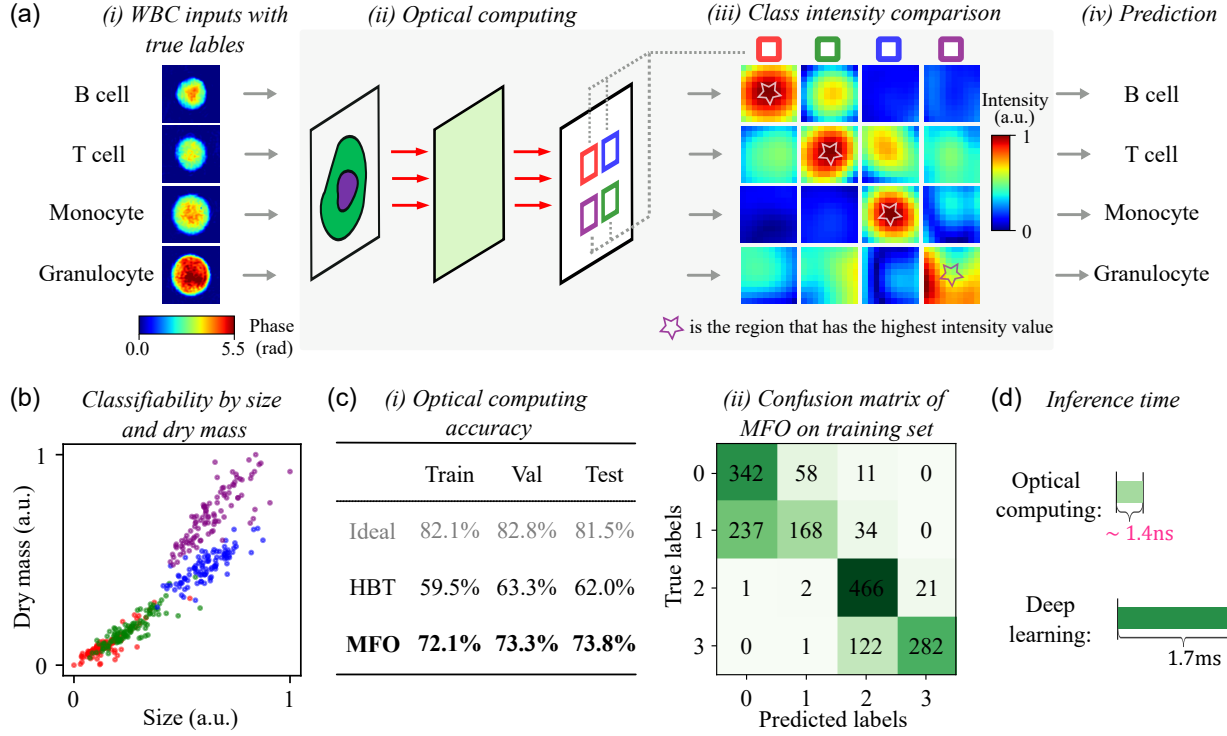 (a)
(i) WBC inputs with
true lables
(ii) Optical computing
(iii) Class intensity comparison
(iv) Prediction
B cell
T cell
Monocyte
Granulocyte
Phase
(rad)
0.0
5.5
Intensity
(a.u.)
1
0
B cell
T cell
Monocyte
Granulocyte
is the region that has the highest intensity value
(b)
Classifiability by size
and dry mass
Dry mass (a.u.)
1
0
0
1
Size (a.u.)
(c)
(i) Optical computing
accuracy
Train Val Test
Ideal 82.1% 82.8% 81.5%
HBT 59.5% 63.3% 62.0%
MFO 72.1% 73.3% 73.8%
(ii) Confusion matrix of
MFO on training set
True labels
0 342 58 11 0
1 237 168 34 0
2 1 2 466 21
3 0 1 122 282
0 1 2 3
Predicted labels
(d)
Inference time
Optical
computing:
~ 1.4ns
Deep
learning:
1.7ms